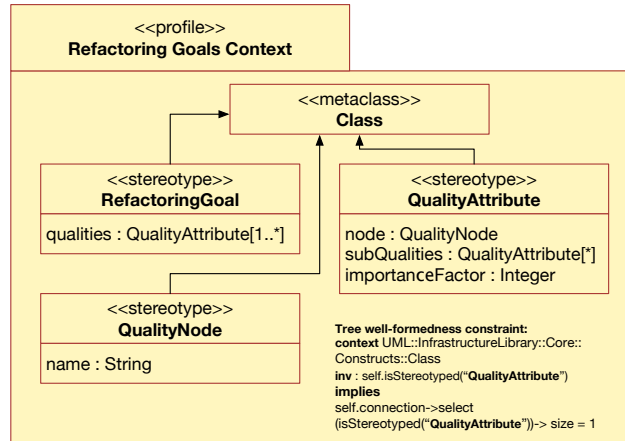 <<profile>>
Refactoring Goals Context
<<metaclass>>
Class
<<stereotype>>
RefactoringGoal
qualities : QualityAttribute[1..*]
<<stereotype>>
QualityAttribute
node : QualityNode
subQualities : QualityAttribute[*]
importanceFactor : Integer
<<stereotype>>
QualityNode
name : String
Tree well-formedness constraint:
context UML::InfrastructureLibrary::Core::
Constructs::Class
inv : self.isStereotyped(“QualityAttribute”)
implies
self.connection->select
(isStereotyped(“QualityAttribute”))-> size = 1